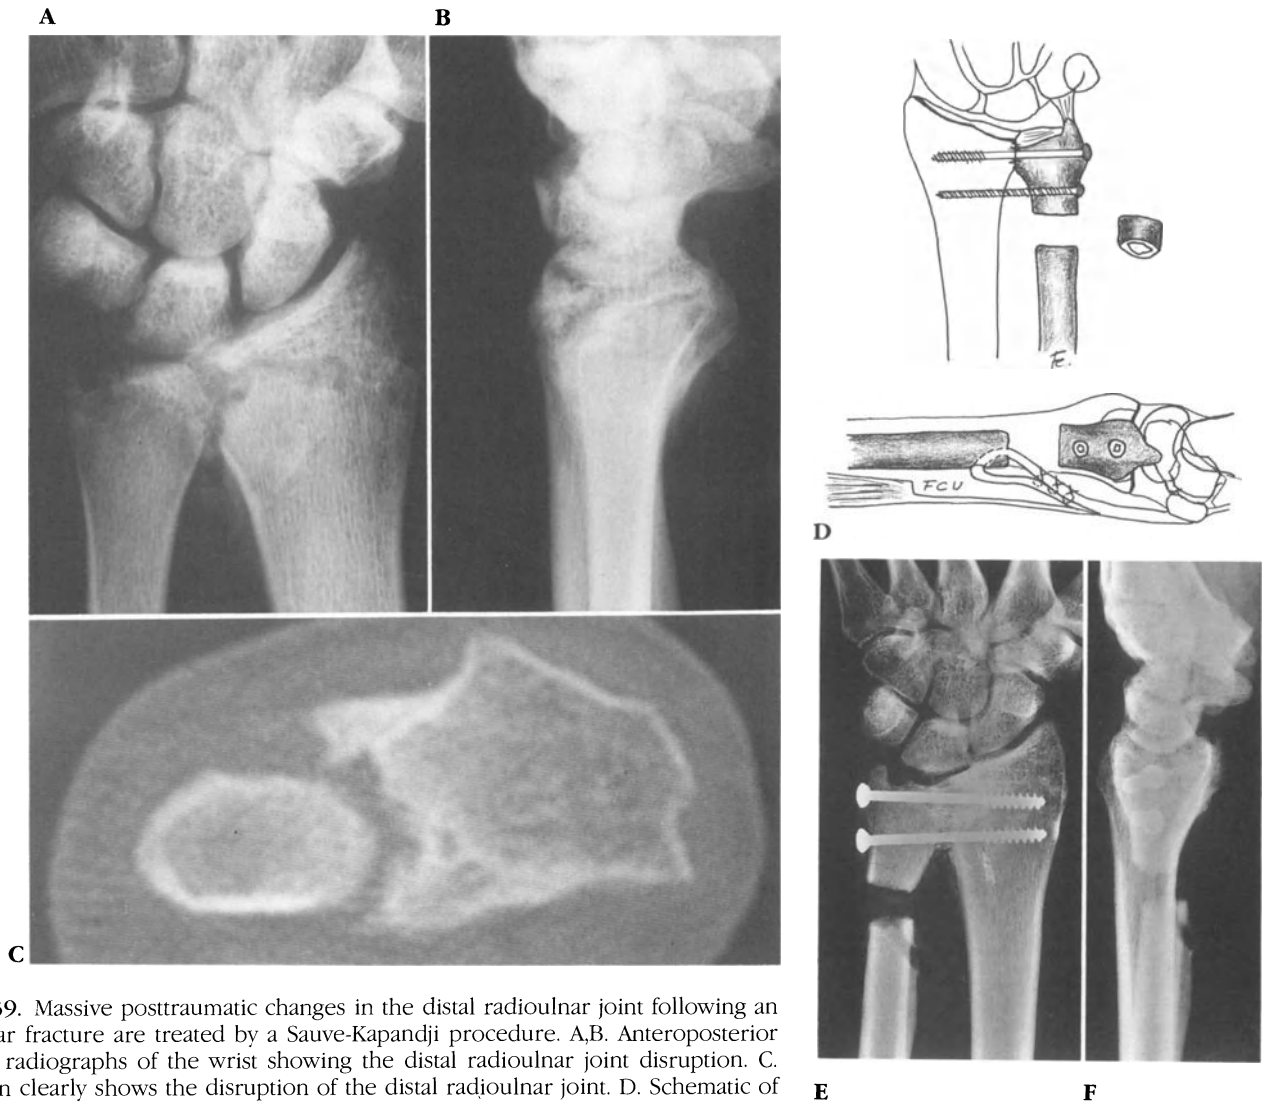 A
B
C
FE.
FCU
D
E
F
39. Massive posttraumatic changes in the distal radioulnar joint following an
ar fracture are treated by a Sauve-Kapandji procedure. A,B. Anteroposterior
radiographs of the wrist showing the distal radioulnar joint disruption. C.
n clearly shows the disruption of the distal radioulnar joint. D. Schematic of